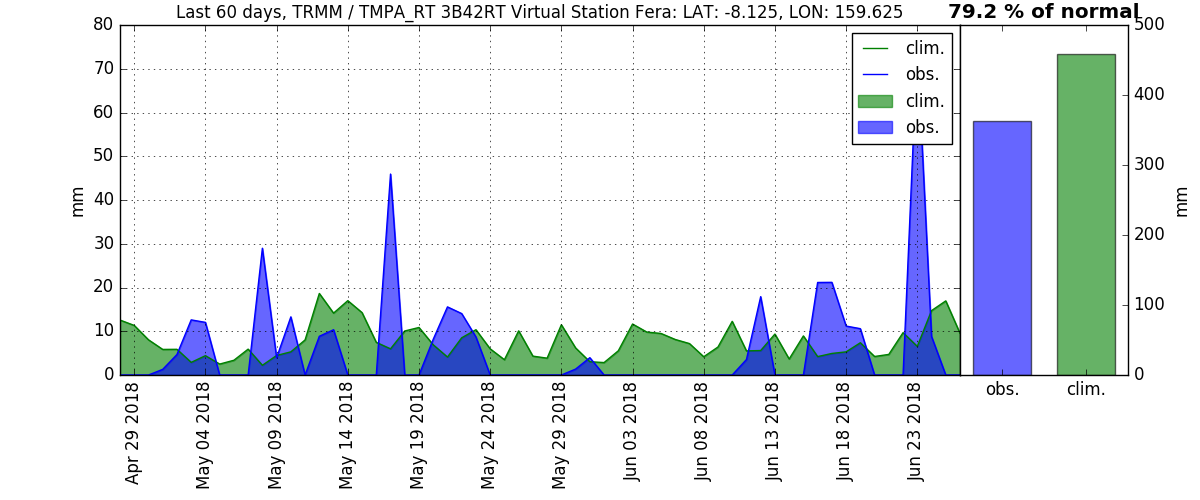 Last 60 days, TRMM / TMPA_RT 3B42RT Virtual Station Fera: LAT: -8.125, LON: 159.625
79.2 % of normal
80
70
60
50
40
30
20
10
0
mm
clim.
obs.
clim.
obs.
500
400
300
200
100
0
mm
obs.
clim.
Apr 29 2018
May 04 2018
May 09 2018
May 14 2018
May 19 2018
May 24 2018
May 29 2018
Jun 03 2018
Jun 08 2018
Jun 13 2018
Jun 18 2018
Jun 23 2018